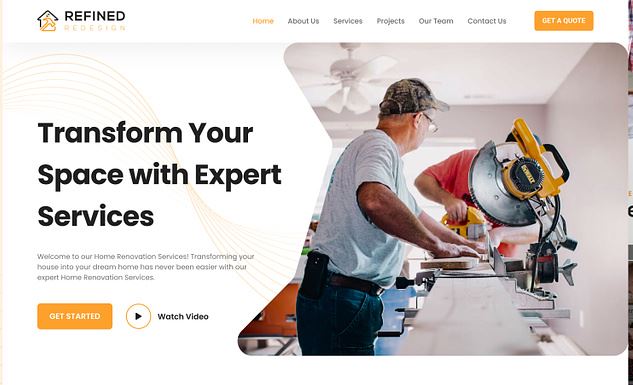 REFINED
REDESIGN
Home About Us Services Projects Our Team Contact Us
GET A QUOTE
Transform Your
Space with Expert
Services
Welcome to our Home Renovation Services! Transforming your
house into your dream home has never been easier with our
expert Home Renovation Services.
GET STARTED
Watch Video
DEWALT